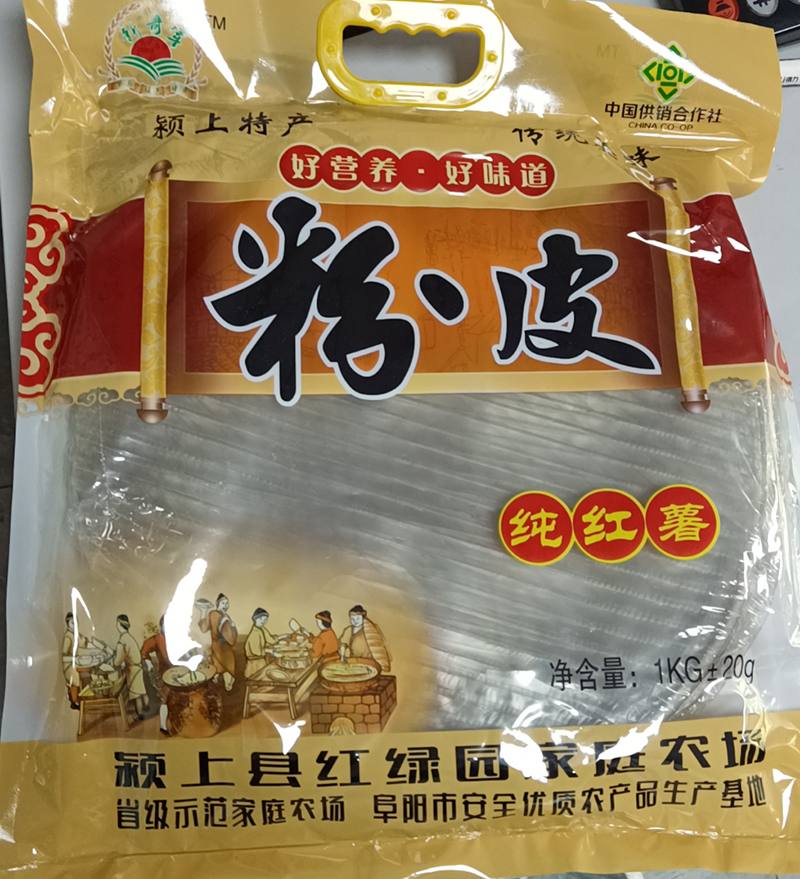 TM
中国供销合作社
CHINA CO-OP
颍上特产
传统
好营养·好味道
粉皮
纯红薯
净含量：1KG±20g
颍上县红绿园家庭农场
省级示范家庭农场 阜阳市安全优质农产品生产基地